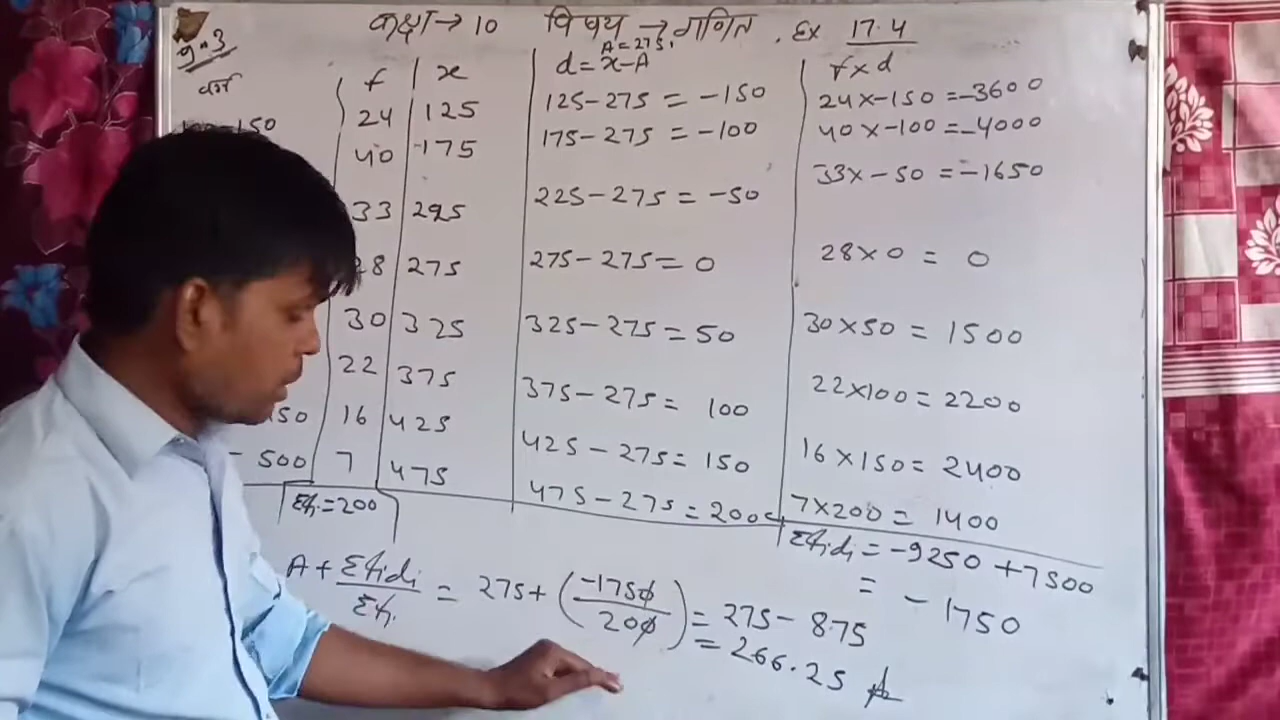 कक्षा→10 विषय→गणित . Ex 17.4
प्र॰3 A=275,
वर्ग f x d=x-A f×d
-150 24 125 125-275 = -150 24×-150 =-3600
40 175 175-275 = -100 40×-100 =-4000
33 225 225-275 = -50 33×-50 =-1650
28 275 275-275= 0 28×0 = 0
30 325 325-275 = 50 30×50 = 1500
22 375 375-275 = 100 22×100 = 2200
450 16 425 425-275= 150 16×150= 2400
- 500 7 475 475-275 = 200 7×200 = 1400
Σfi=200 Σfidi = -9250 +7500
= -1750
A+ Σfidi/Σfi = 275+(-1750/200) = 275-8.75
= 266.25